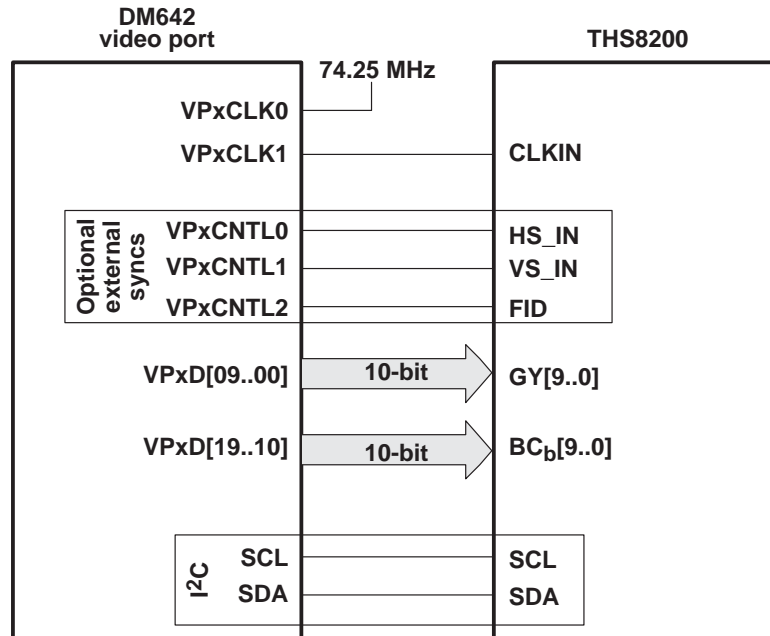 DM642
video port
THS8200
74.25 MHz
VPxCLK0
VPxCLK1
CLKIN
Optional
external
syncs
VPxCNTL0
HS_IN
VPxCNTL1
VS_IN
VPxCNTL2
FID
VPxD[09..00]
10-bit
GY[9..0]
VPxD[19..10]
10-bit
BCb[9..0]
I2C
SCL
SCL
SDA
SDA